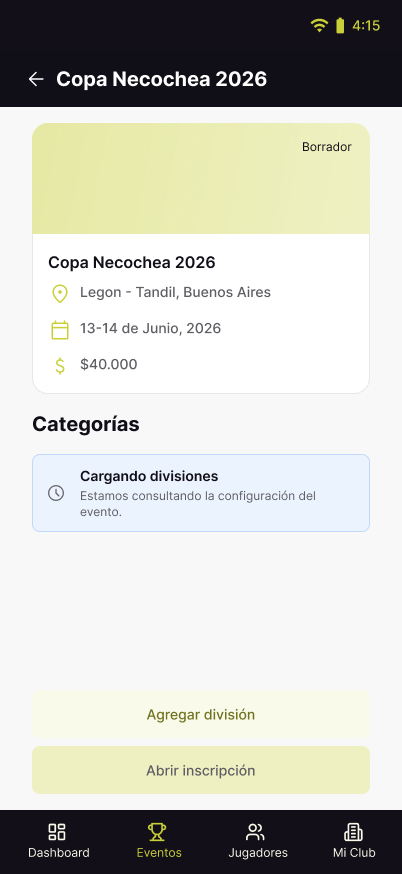 4:15
Copa Necochea 2026
Borrador
Copa Necochea 2026
Legon - Tandil, Buenos Aires
13-14 de Junio, 2026
$40.000
Categorías
Cargando divisiones
Estamos consultando la configuración del
evento.
Agregar división
Abrir inscripción
Dashboard
Eventos
Jugadores
Mi Club